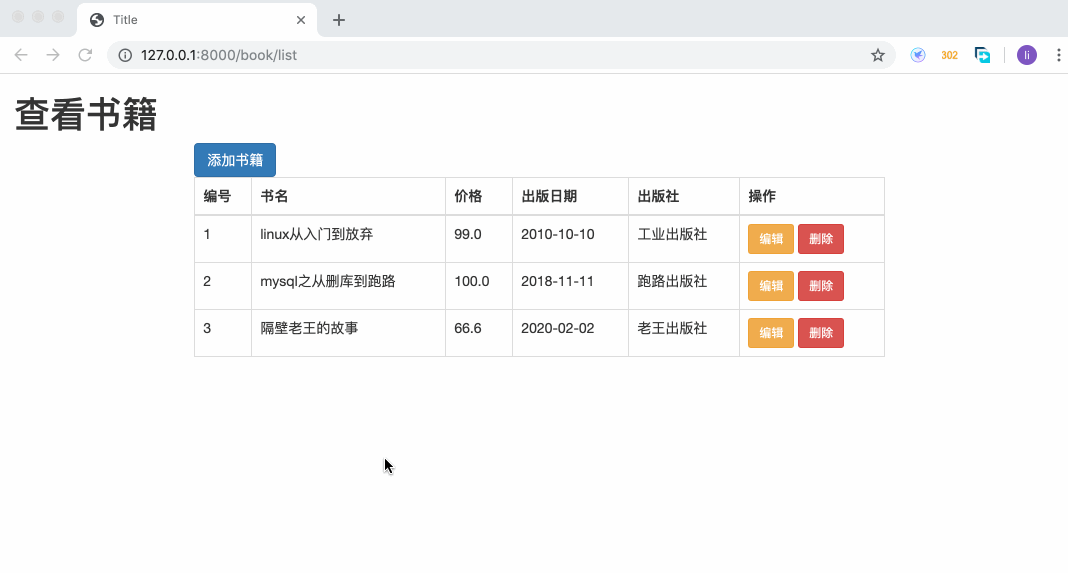 Title
127.0.0.1:8000/book/list
302
li
查看书籍
添加书籍
编号 书名 价格 出版日期 出版社 操作
1 linux从入门到放弃 99.0 2010-10-10 工业出版社 编辑 删除
2 mysql之从删库到跑路 100.0 2018-11-11 跑路出版社 编辑 删除
3 隔壁老王的故事 66.6 2020-02-02 老王出版社 编辑 删除